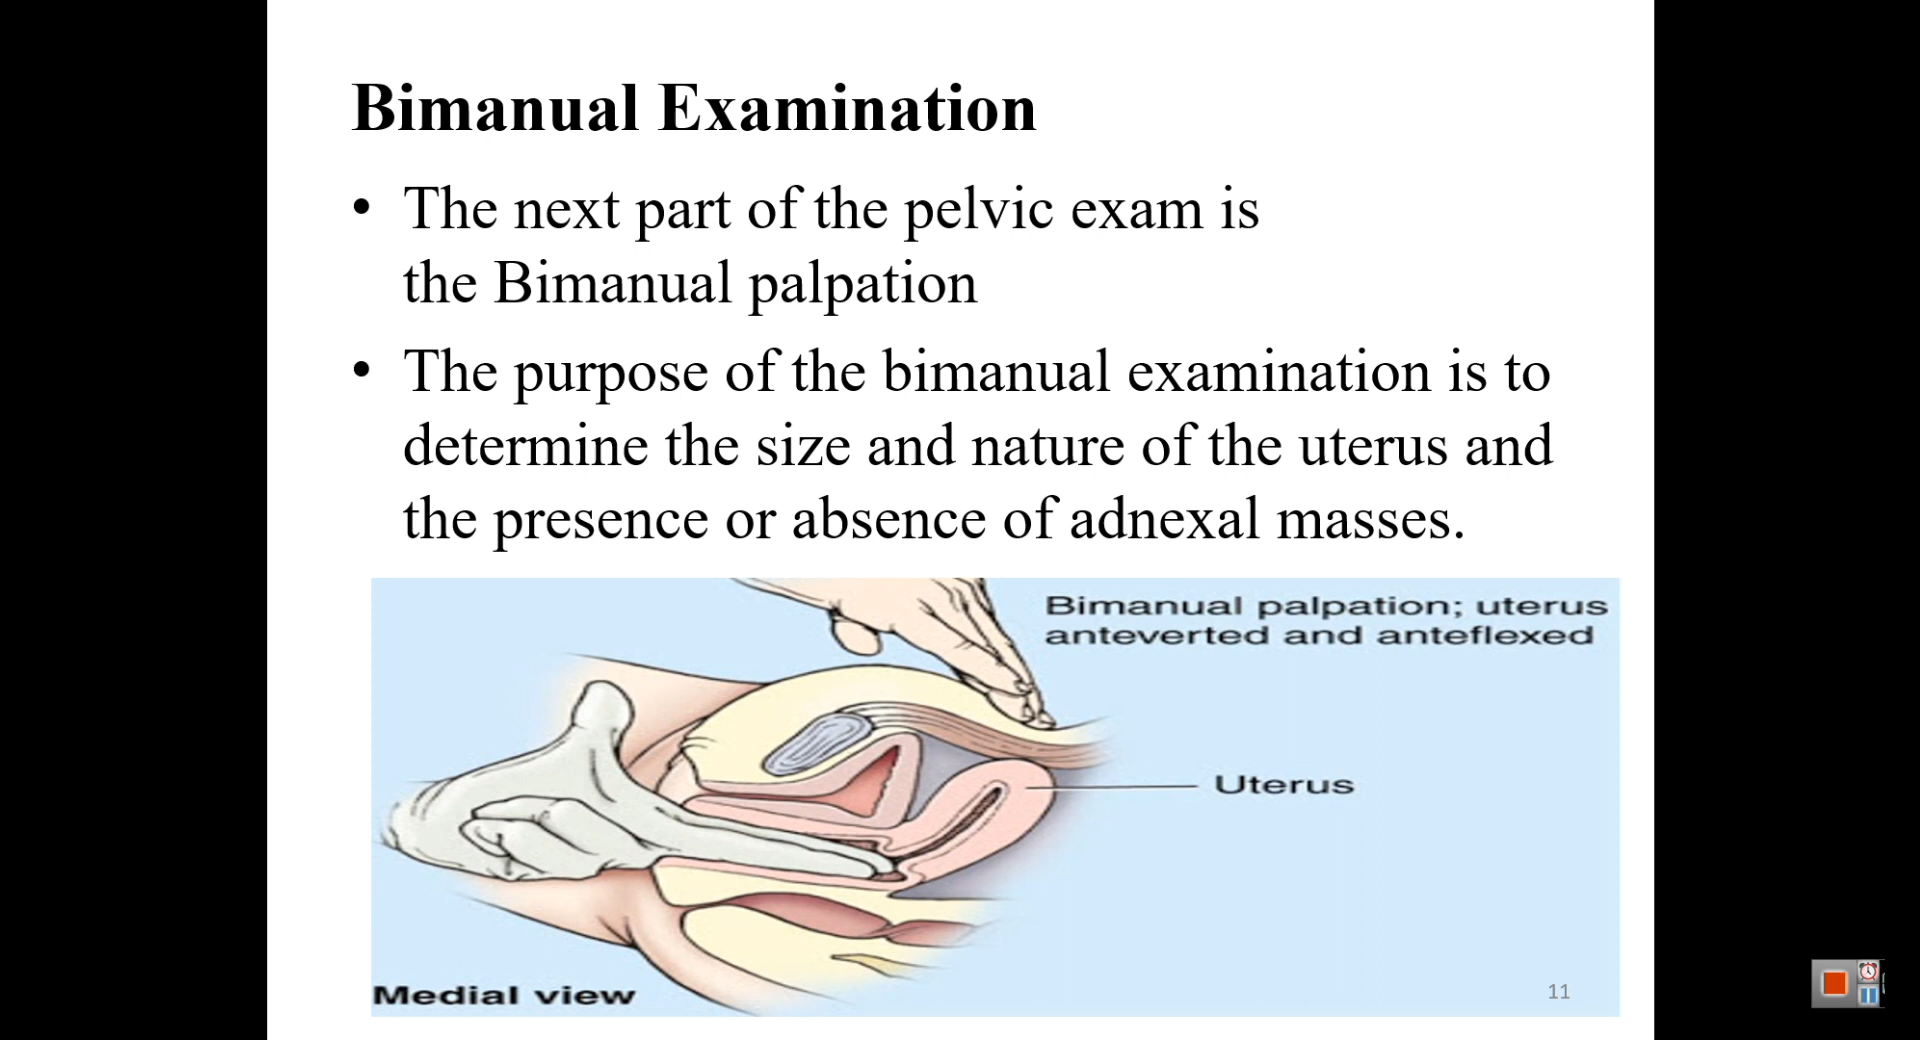 Bimanual Examination
• The next part of the pelvic exam is
the Bimanual palpation
• The purpose of the bimanual examination is to
determine the size and nature of the uterus and
the presence or absence of adnexal masses.
Bimanual palpation; uterus
anteverted and anteflexed
Uterus
Medial view
11